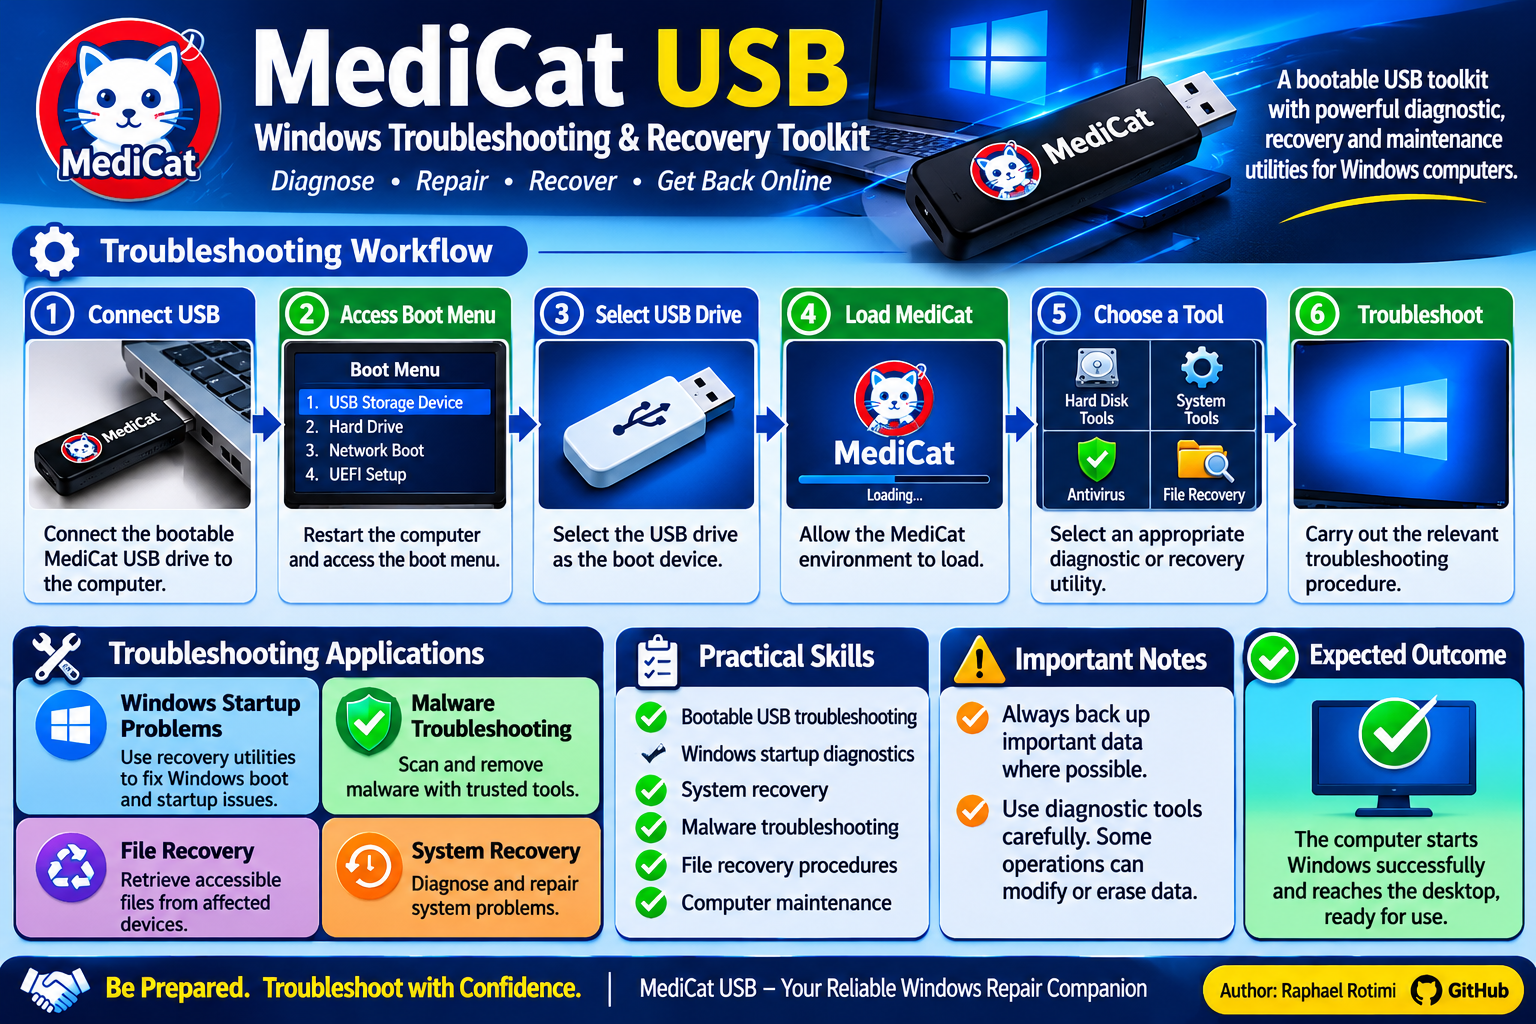 MediCat
MediCat USB
Windows Troubleshooting & Recovery Toolkit
Diagnose • Repair • Recover • Get Back Online
MediCat
A bootable USB toolkit
with powerful diagnostic,
recovery and maintenance
utilities for Windows computers.
Troubleshooting Workflow
1 Connect USB
MediCat
Connect the bootable
MediCat USB drive to
the computer.
2 Access Boot Menu
Boot Menu
1. USB Storage Device
2. Hard Drive
3. Network Boot
4. UEFI Setup
Restart the computer
and access the boot menu.
3 Select USB Drive
Select the USB drive
as the boot device.
4 Load MediCat
MediCat
Loading...
Allow the MediCat
environment to load.
5 Choose a Tool
Hard Disk
Tools
System
Tools
Antivirus
File Recovery
Select an appropriate
diagnostic or recovery
utility.
6 Troubleshoot
Carry out the relevant
troubleshooting
procedure.
Troubleshooting Applications
Windows Startup
Problems
Use recovery utilities
to fix Windows boot
and startup issues.
Malware
Troubleshooting
Scan and remove
malware with trusted tools.
File Recovery
Retrieve accessible
files from affected
devices.
System Recovery
Diagnose and repair
system problems.
Practical Skills
Bootable USB troubleshooting
Windows startup diagnostics
System recovery
Malware troubleshooting
File recovery procedures
Computer maintenance
Important Notes
Always back up
important data
where possible.
Use diagnostic tools
carefully. Some
operations can
modify or erase data.
Expected Outcome
The computer starts
Windows successfully
and reaches the desktop,
ready for use.
Be Prepared. Troubleshoot with Confidence.
MediCat USB – Your Reliable Windows Repair Companion
Author: Raphael Rotimi GitHub